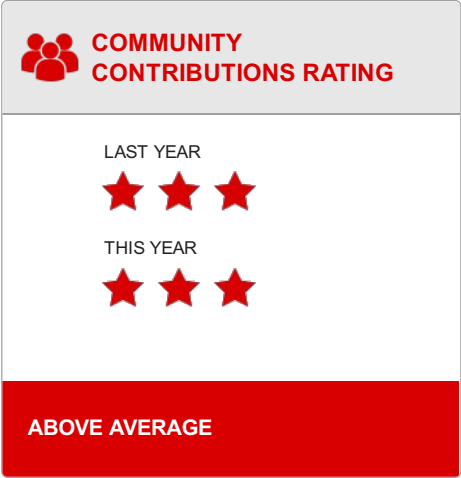 COMMUNITY
CONTRIBUTIONS RATING
LAST YEAR
THIS YEAR
ABOVE AVERAGE